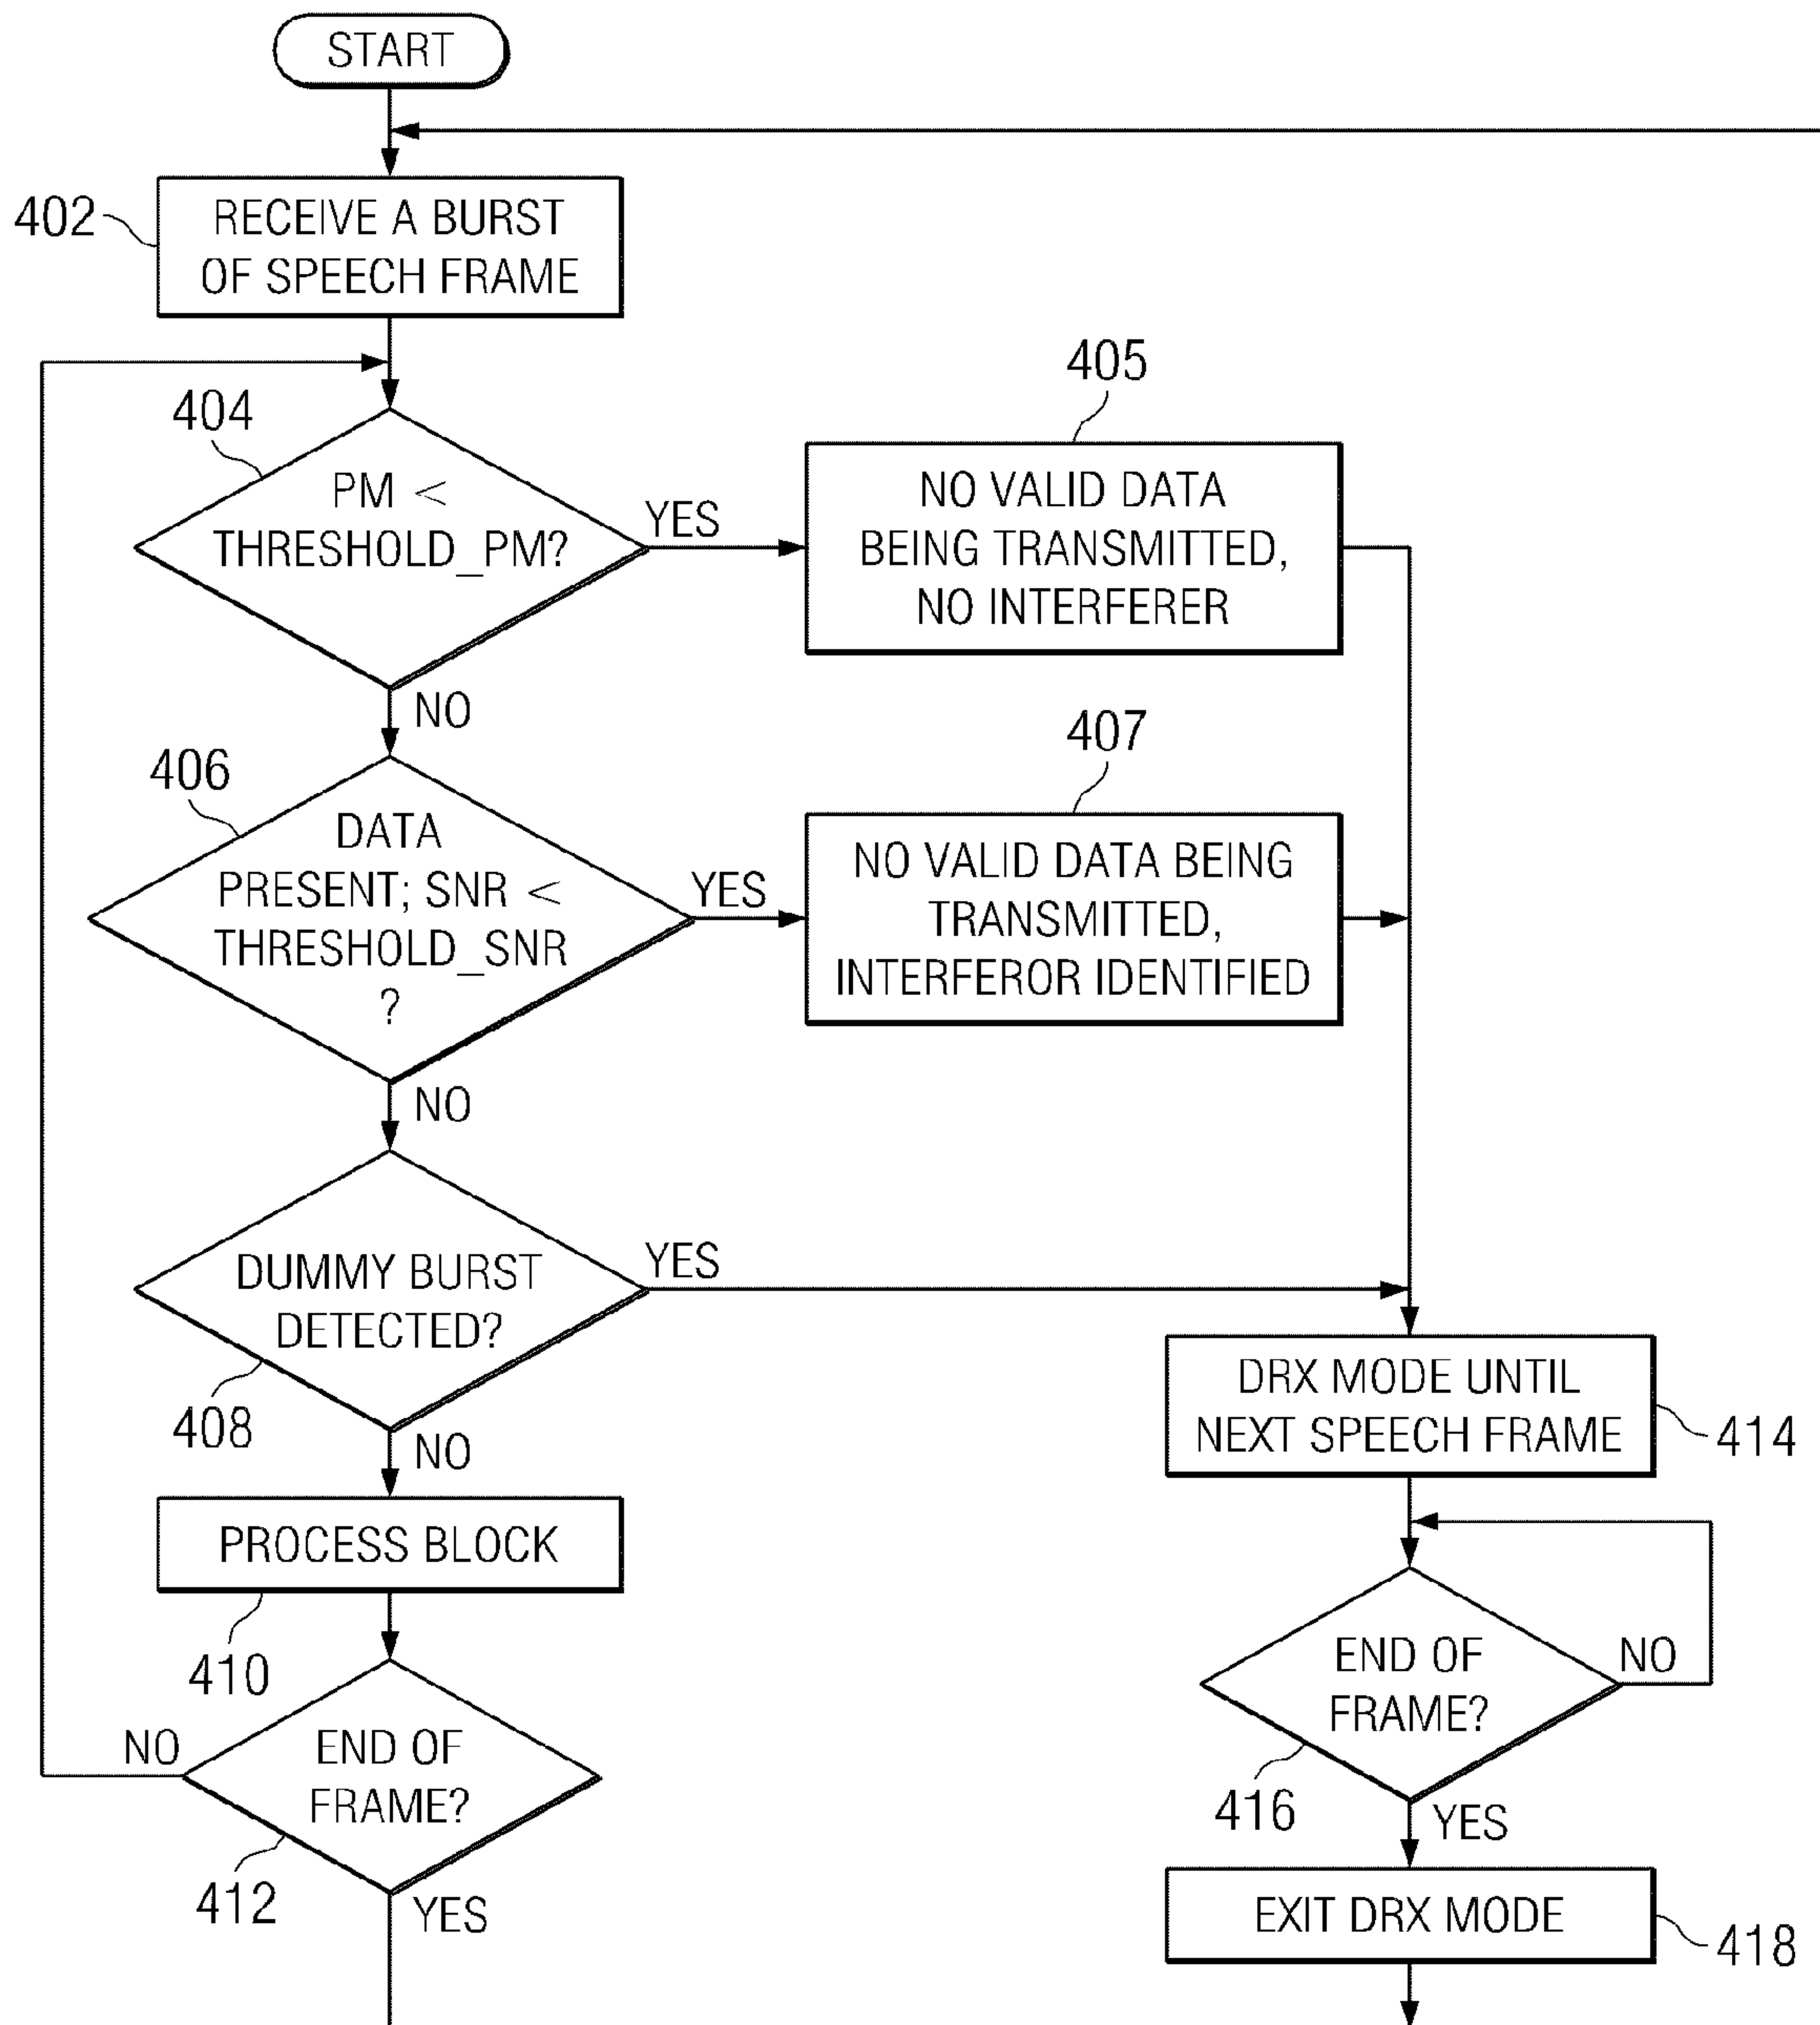 START
402
RECEIVE A BURST
OF SPEECH FRAME
404
PM <
THRESHOLD_PM?
YES
NO
405
NO VALID DATA
BEING TRANSMITTED,
NO INTERFERER
406
DATA
PRESENT; SNR <
THRESHOLD_SNR
?
YES
NO
407
NO VALID DATA BEING
TRANSMITTED,
INTERFEROR IDENTIFIED
DUMMY BURST
DETECTED?
408
YES
NO
PROCESS BLOCK
410
END OF
FRAME?
412
NO
YES
DRX MODE UNTIL
NEXT SPEECH FRAME
414
END OF
FRAME?
416
NO
YES
EXIT DRX MODE
418